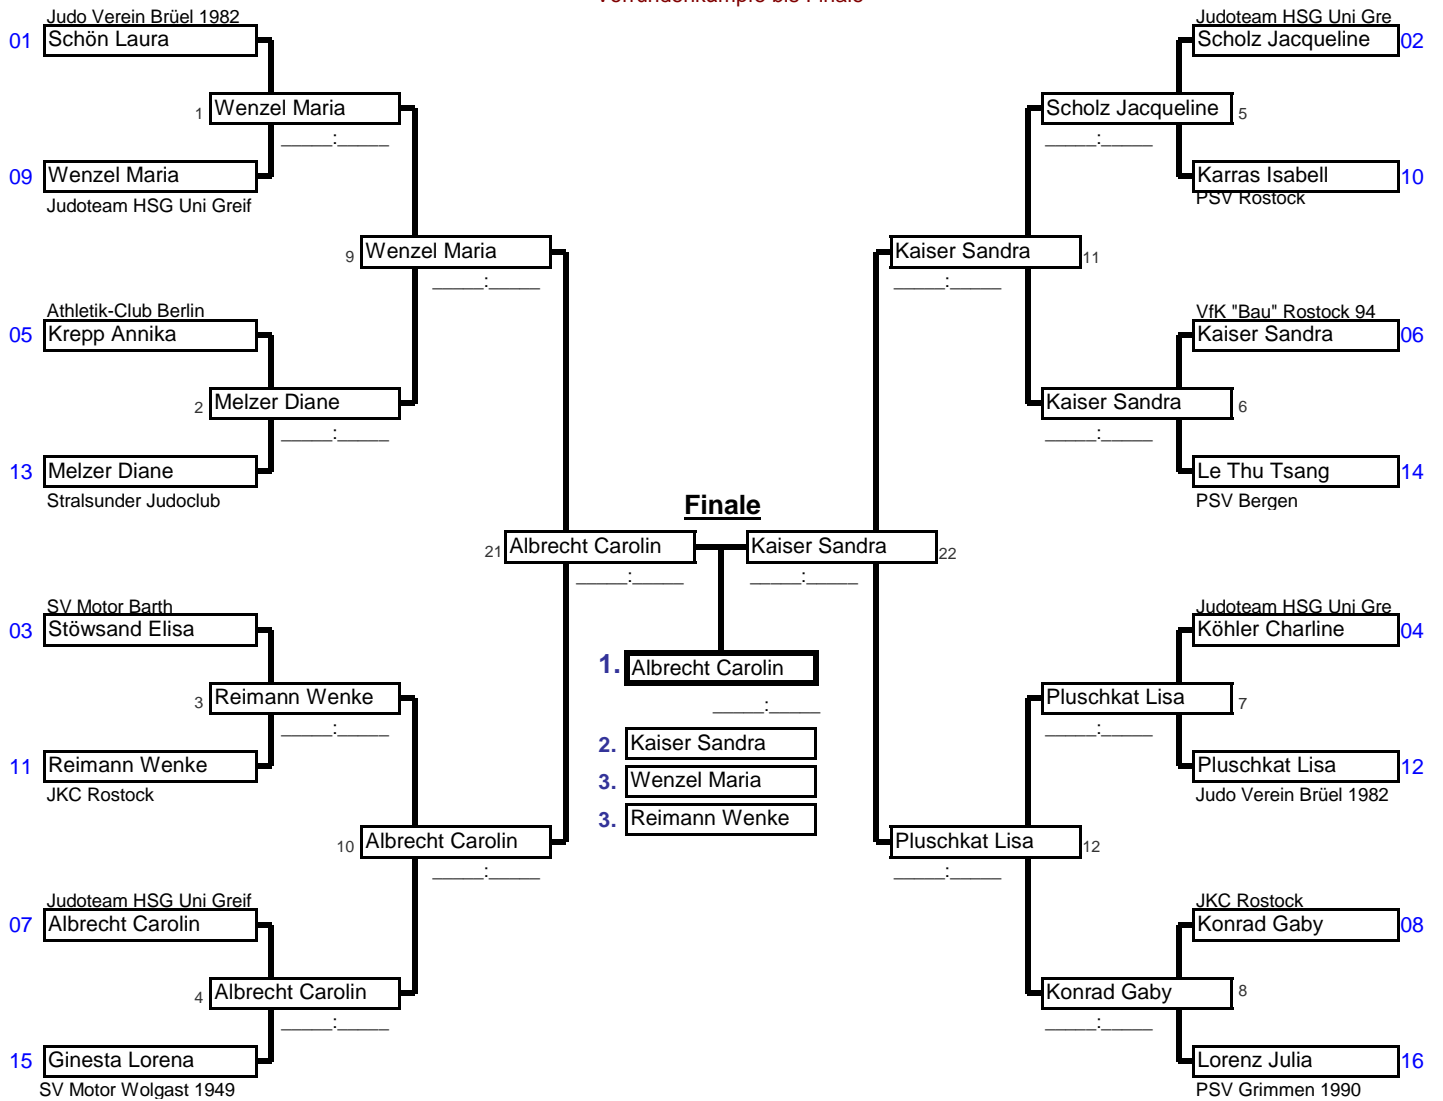 Vorrundenkämpfe bis Finale
Judo Verein Brüel 1982
01 Schön Laura
1 Wenzel Maria
_____:_____
09 Wenzel Maria
Judoteam HSG Uni Greif
9 Wenzel Maria
_____:_____
Athletik-Club Berlin
05 Krepp Annika
2 Melzer Diane
_____:_____
13 Melzer Diane
Stralsunder Judoclub
21 Albrecht Carolin
_____:_____
SV Motor Barth
03 Stöwsand Elisa
3 Reimann Wenke
_____:_____
11 Reimann Wenke
JKC Rostock
10 Albrecht Carolin
_____:_____
Judoteam HSG Uni Greif
07 Albrecht Carolin
4 Albrecht Carolin
_____:_____
15 Ginesta Lorena
SV Motor Wolgast 1949
Finale
1. Albrecht Carolin
_____:_____
2. Kaiser Sandra
3. Wenzel Maria
3. Reimann Wenke
Judoteam HSG Uni Gre
Scholz Jacqueline 02
Scholz Jacqueline 5
_____:_____
Karras Isabell 10
PSV Rostock
Kaiser Sandra 11
_____:_____
VfK "Bau" Rostock 94
Kaiser Sandra 06
Kaiser Sandra 6
_____:_____
Le Thu Tsang 14
PSV Bergen
Kaiser Sandra 22
_____:_____
Judoteam HSG Uni Gre
Köhler Charline 04
Pluschkat Lisa 7
_____:_____
Pluschkat Lisa 12
Judo Verein Brüel 1982
Pluschkat Lisa 12
_____:_____
JKC Rostock
Konrad Gaby 08
Konrad Gaby 8
_____:_____
Lorenz Julia 16
PSV Grimmen 1990